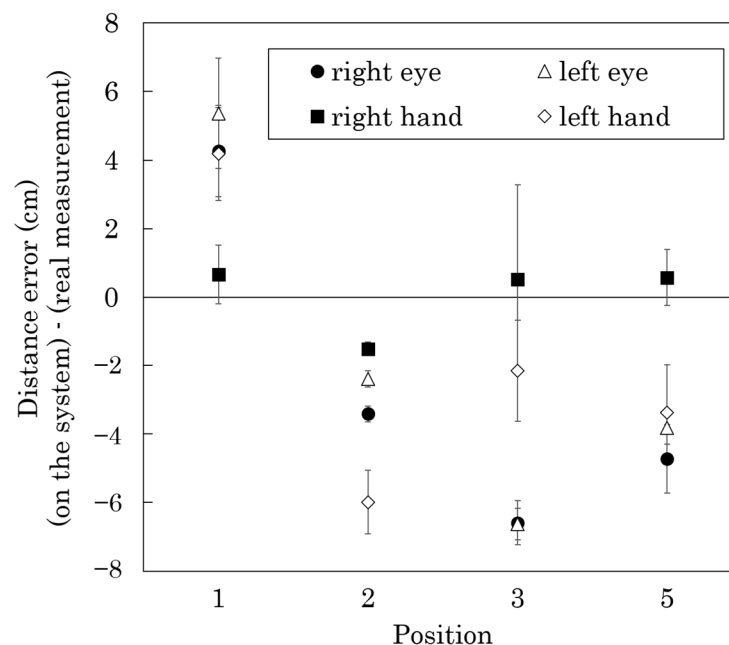 8
6
4
2
0
−2
−4
−6
−8
Distance error (cm)
(on the system) - (real measurement)
right eye
left eye
right hand
left hand
1
2
3
5
Position